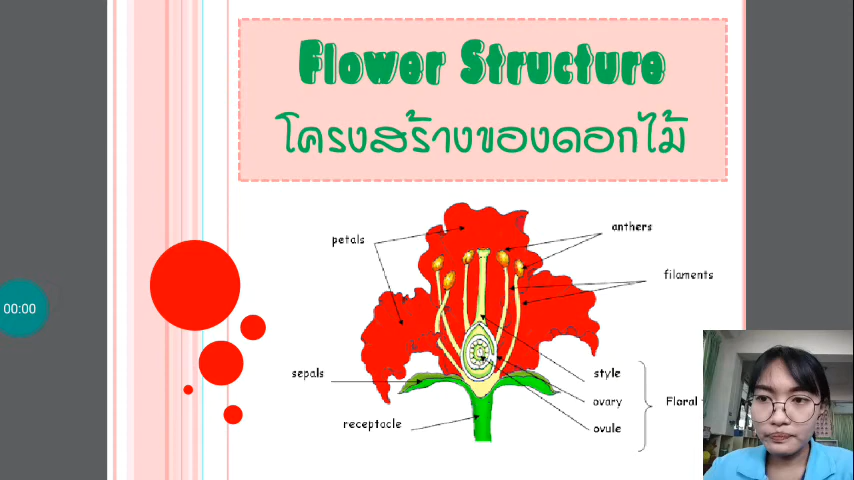 Flower Structure
โครงสร้างของดอกไม้
petals
anthers
filaments
00:00
sepals
style
ovary
Floral
receptacle
ovule